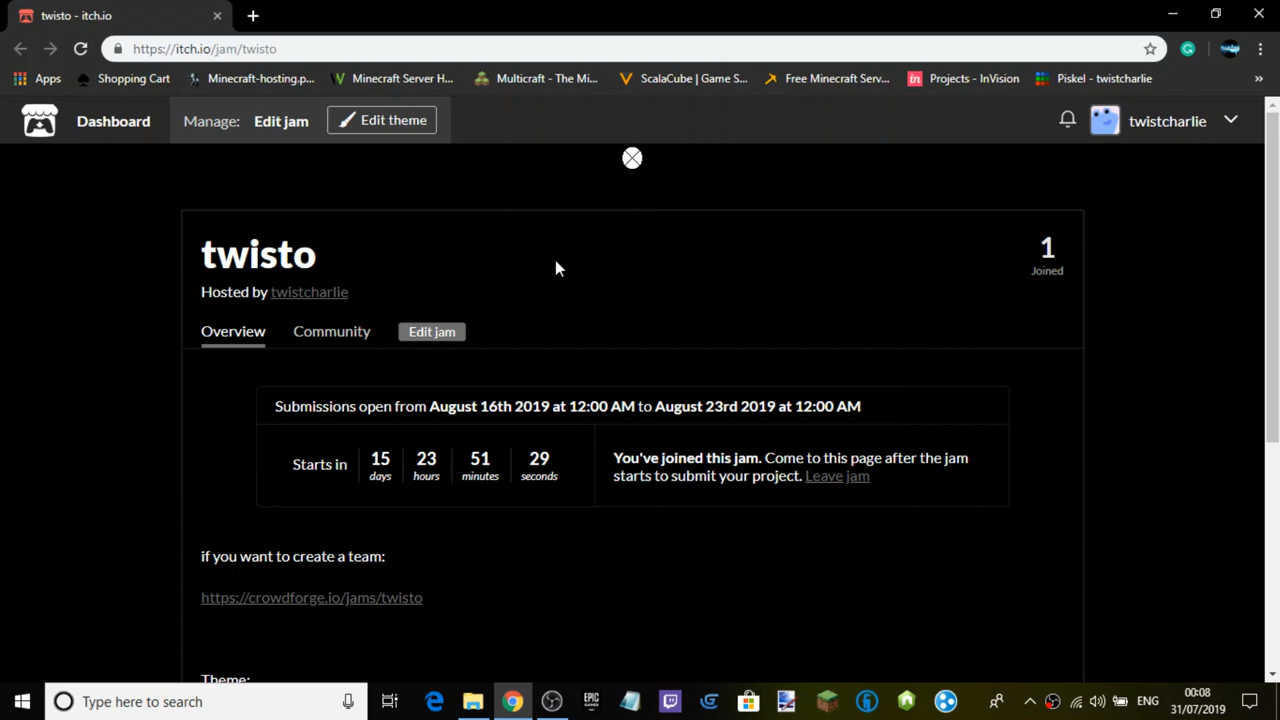 twisto - itch.io
https://itch.io/jam/twisto
Apps
Shopping Cart
Minecraft-hosting.p...
Minecraft Server H...
Multicraft - The Mi...
ScalaCube | Game S...
Free Minecraft Serv...
Projects - InVision
Piskel - twistcharlie
»
Dashboard
Manage:
Edit jam
Edit theme
twistcharlie
twisto
1
Joined
Hosted by twistcharlie
Overview
Community
Edit jam
Submissions open from August 16th 2019 at 12:00 AM to August 23rd 2019 at 12:00 AM
Starts in
15
days
23
hours
51
minutes
29
seconds
You've joined this jam. Come to this page after the jam
starts to submit your project. Leave jam
if you want to create a team:
https://crowdforge.io/jams/twisto
Theme:
Type here to search
EPIC
GAMES
ENG
00:08
31/07/2019